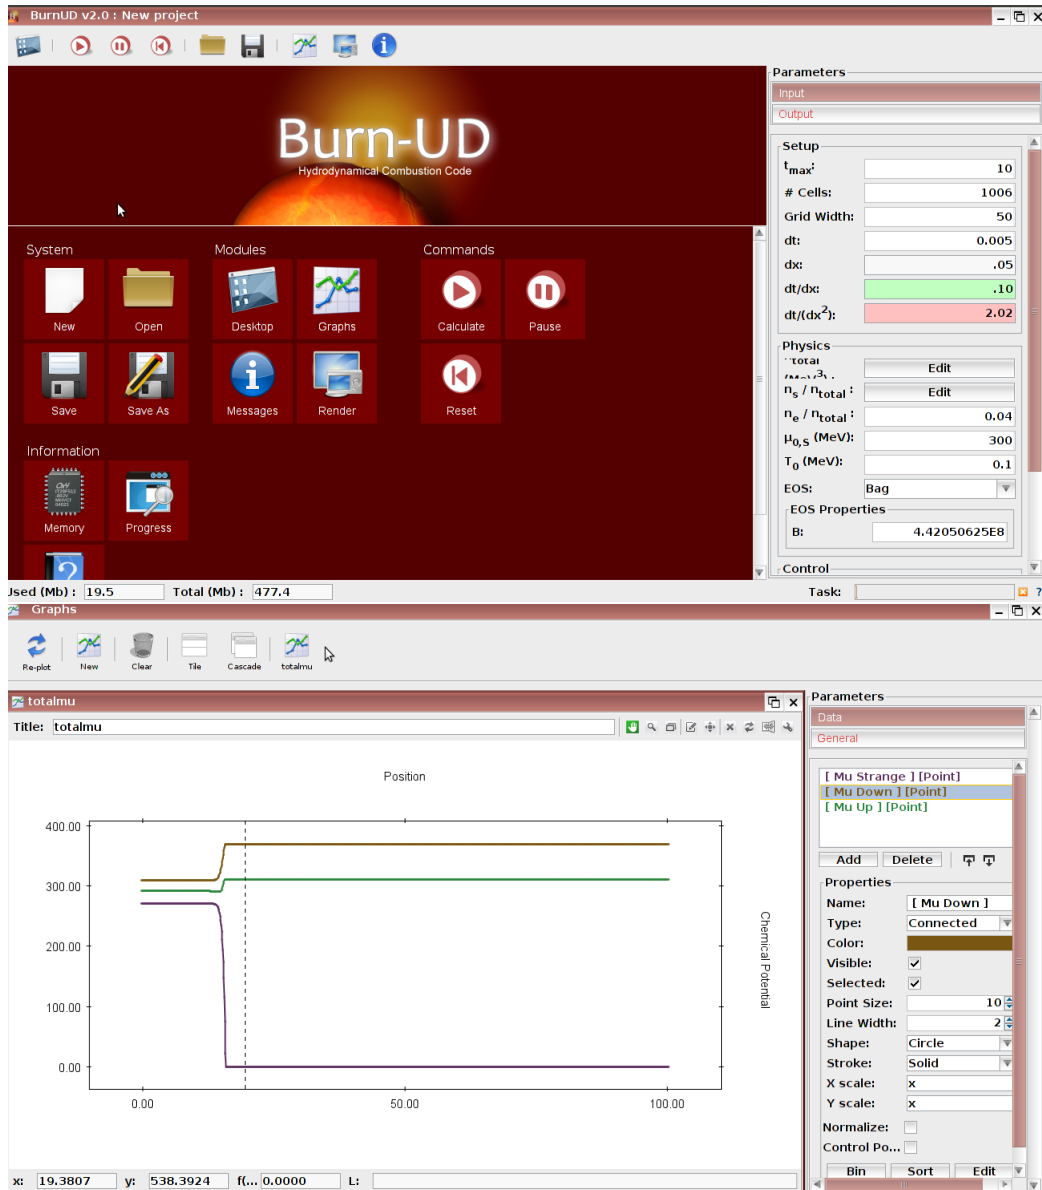 BurnUD v2.0 : New project
Parameters
Input
Output
Burn-UD
Hydrodynamical Combustion Code
Setup
tmax: 10
# Cells: 1006
Grid Width: 50
dt: 0.005
dx: .05
dt/dx: .10
dt/(dx2): 2.02
System
Modules
Commands
New
Open
Desktop
Graphs
Calculate
Pause
Save
Save As
Messages
Render
Reset
Information
Memory
Progress
Physics
Edit
ns / ntotal : Edit
ne / ntotal : 0.04
μ0,S (MeV): 300
T0 (MeV): 0.1
EOS: Bag
EOS Properties
B: 4.42050625E8
Control
Used (Mb) : 19.5 Total (Mb) : 477.4 Task:
Graphs
Re-plot
New
Clear
Tile
Cascade
totalmu
totalmu
Title: totalmu
Position
400.00
300.00
200.00
100.00
0.00
0.00 50.00 100.00
Chemical Potential
x: 19.3807 y: 538.3924 f(... 0.0000 L:
Parameters
Data
General
[ Mu Strange ] [Point]
[ Mu Down ] [Point]
[ Mu Up ] [Point]
Add Delete
Properties
Name: [ Mu Down ]
Type: Connected
Color:
Visible:
Selected:
Point Size: 10
Line Width: 2
Shape: Circle
Stroke: Solid
X scale: x
Y scale: x
Normalize:
Control Po...
Bin Sort Edit